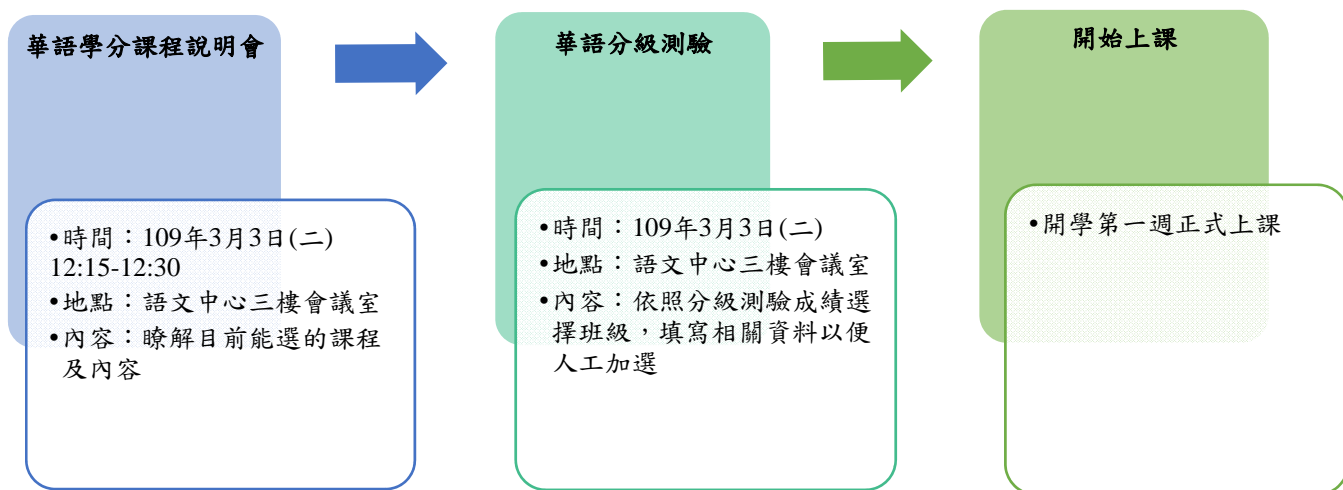 華語學分課程說明會
•時間：109年3月3日(二)
12:15-12:30
•地點：語文中心三樓會議室
•內容：瞭解目前能選的課程
及內容
華語分級測驗
•時間：109年3月3日(二)
•地點：語文中心三樓會議室
•內容：依照分級測驗成績選
擇班級，填寫相關資料以便
人工加選
開始上課
•開學第一週正式上課